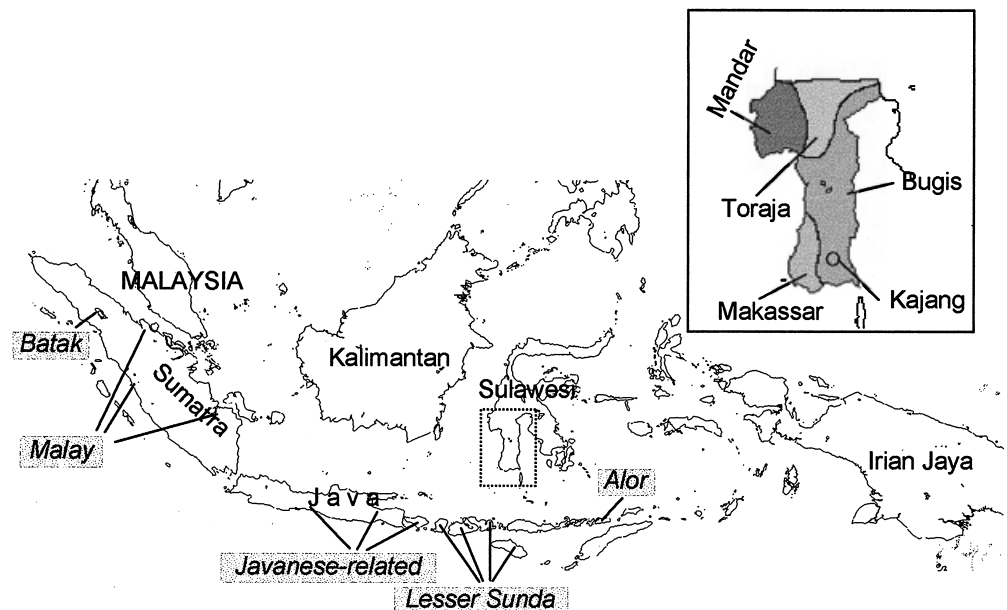 Mandar
Toraja
Bugis
Makassar
Kajang
MALAYSIA
Batak
Kalimantan
Sumatra
Sulawesi
Malay
Irian Jaya
Alor
Java
Javanese-related
Lesser Sunda